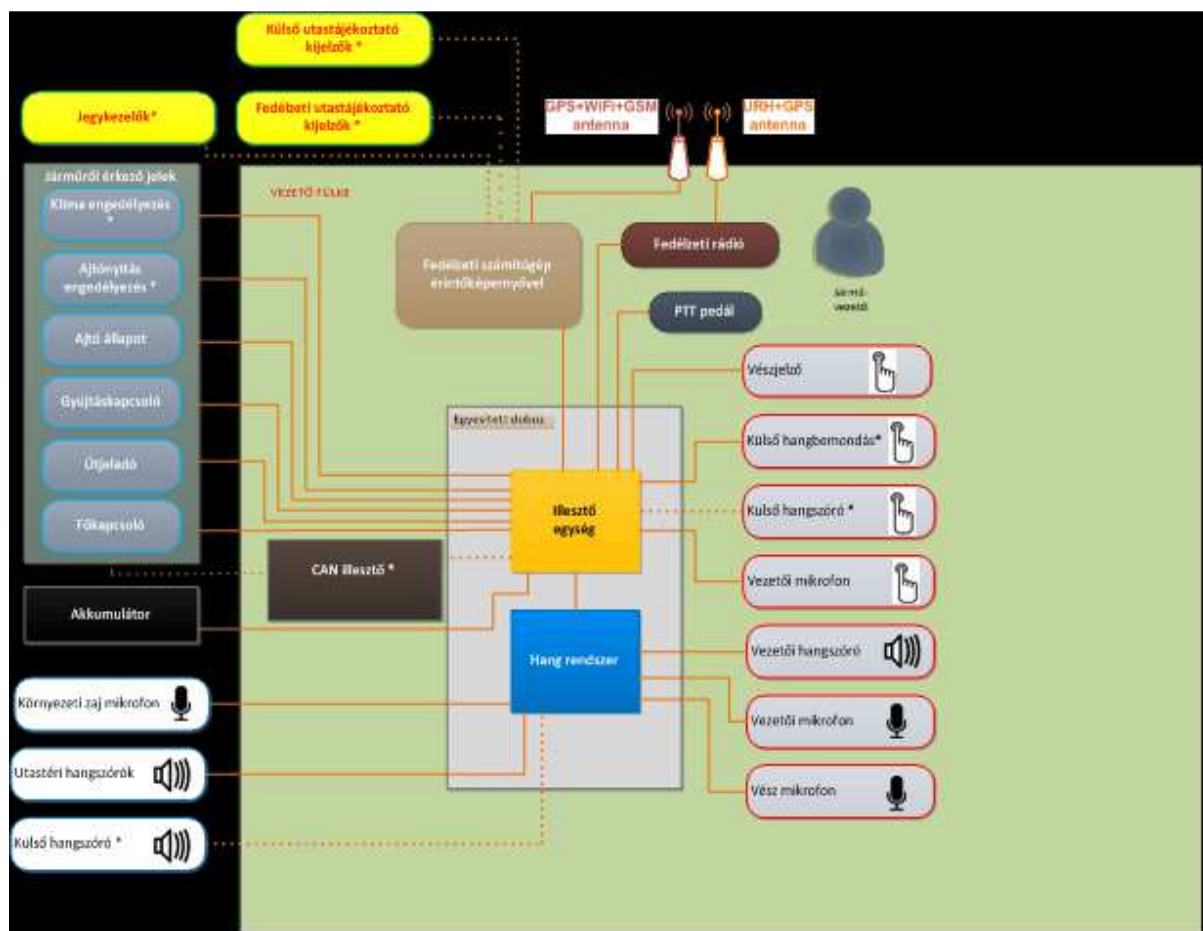 Külső utastájékoztató
kijelzők *
Jegykezelők*
Fedébeti utastájékoztató
kijelzők *
GPS+WiFi+GSM
antenna
URH+GPS
antenna
Járműről érkező jelek
VEZETŐ FÜLKE
Klíma engedélyezés
*
Ajtónyitás
engedélyezés *
Ajtó állapot
Gyújtáskapcsoló
Útjeladó
Főkapcsoló
Fedélzeti számítógép
érintőképernyővel
Fedélzeti rádió
PTT pedál
Jármű-
vezető
Vészjelző
Külső hangbemondás*
Külső hangszóró *
Vezetői mikrofon
Vezetői hangszóró
Vezetői mikrofon
Vész mikrofon
Egyesített doboz
Illesztő
egység
Hang rendszer
CAN illesztő *
Akkumulátor
Környezeti zaj mikrofon
Utastéri hangszórók
Külső hangszóró *